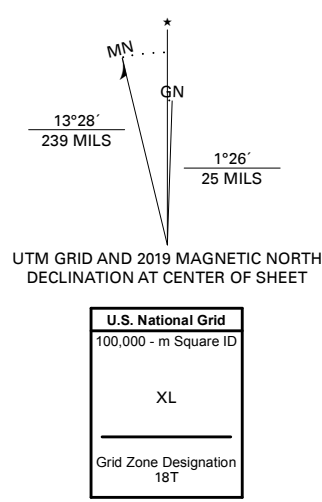 MN
GN
13°28´
239 MILS
1°26´
25 MILS
UTM GRID AND 2019 MAGNETIC NORTH
DECLINATION AT CENTER OF SHEET
U.S. National Grid
100,000 - m Square ID
XL
Grid Zone Designation
18T